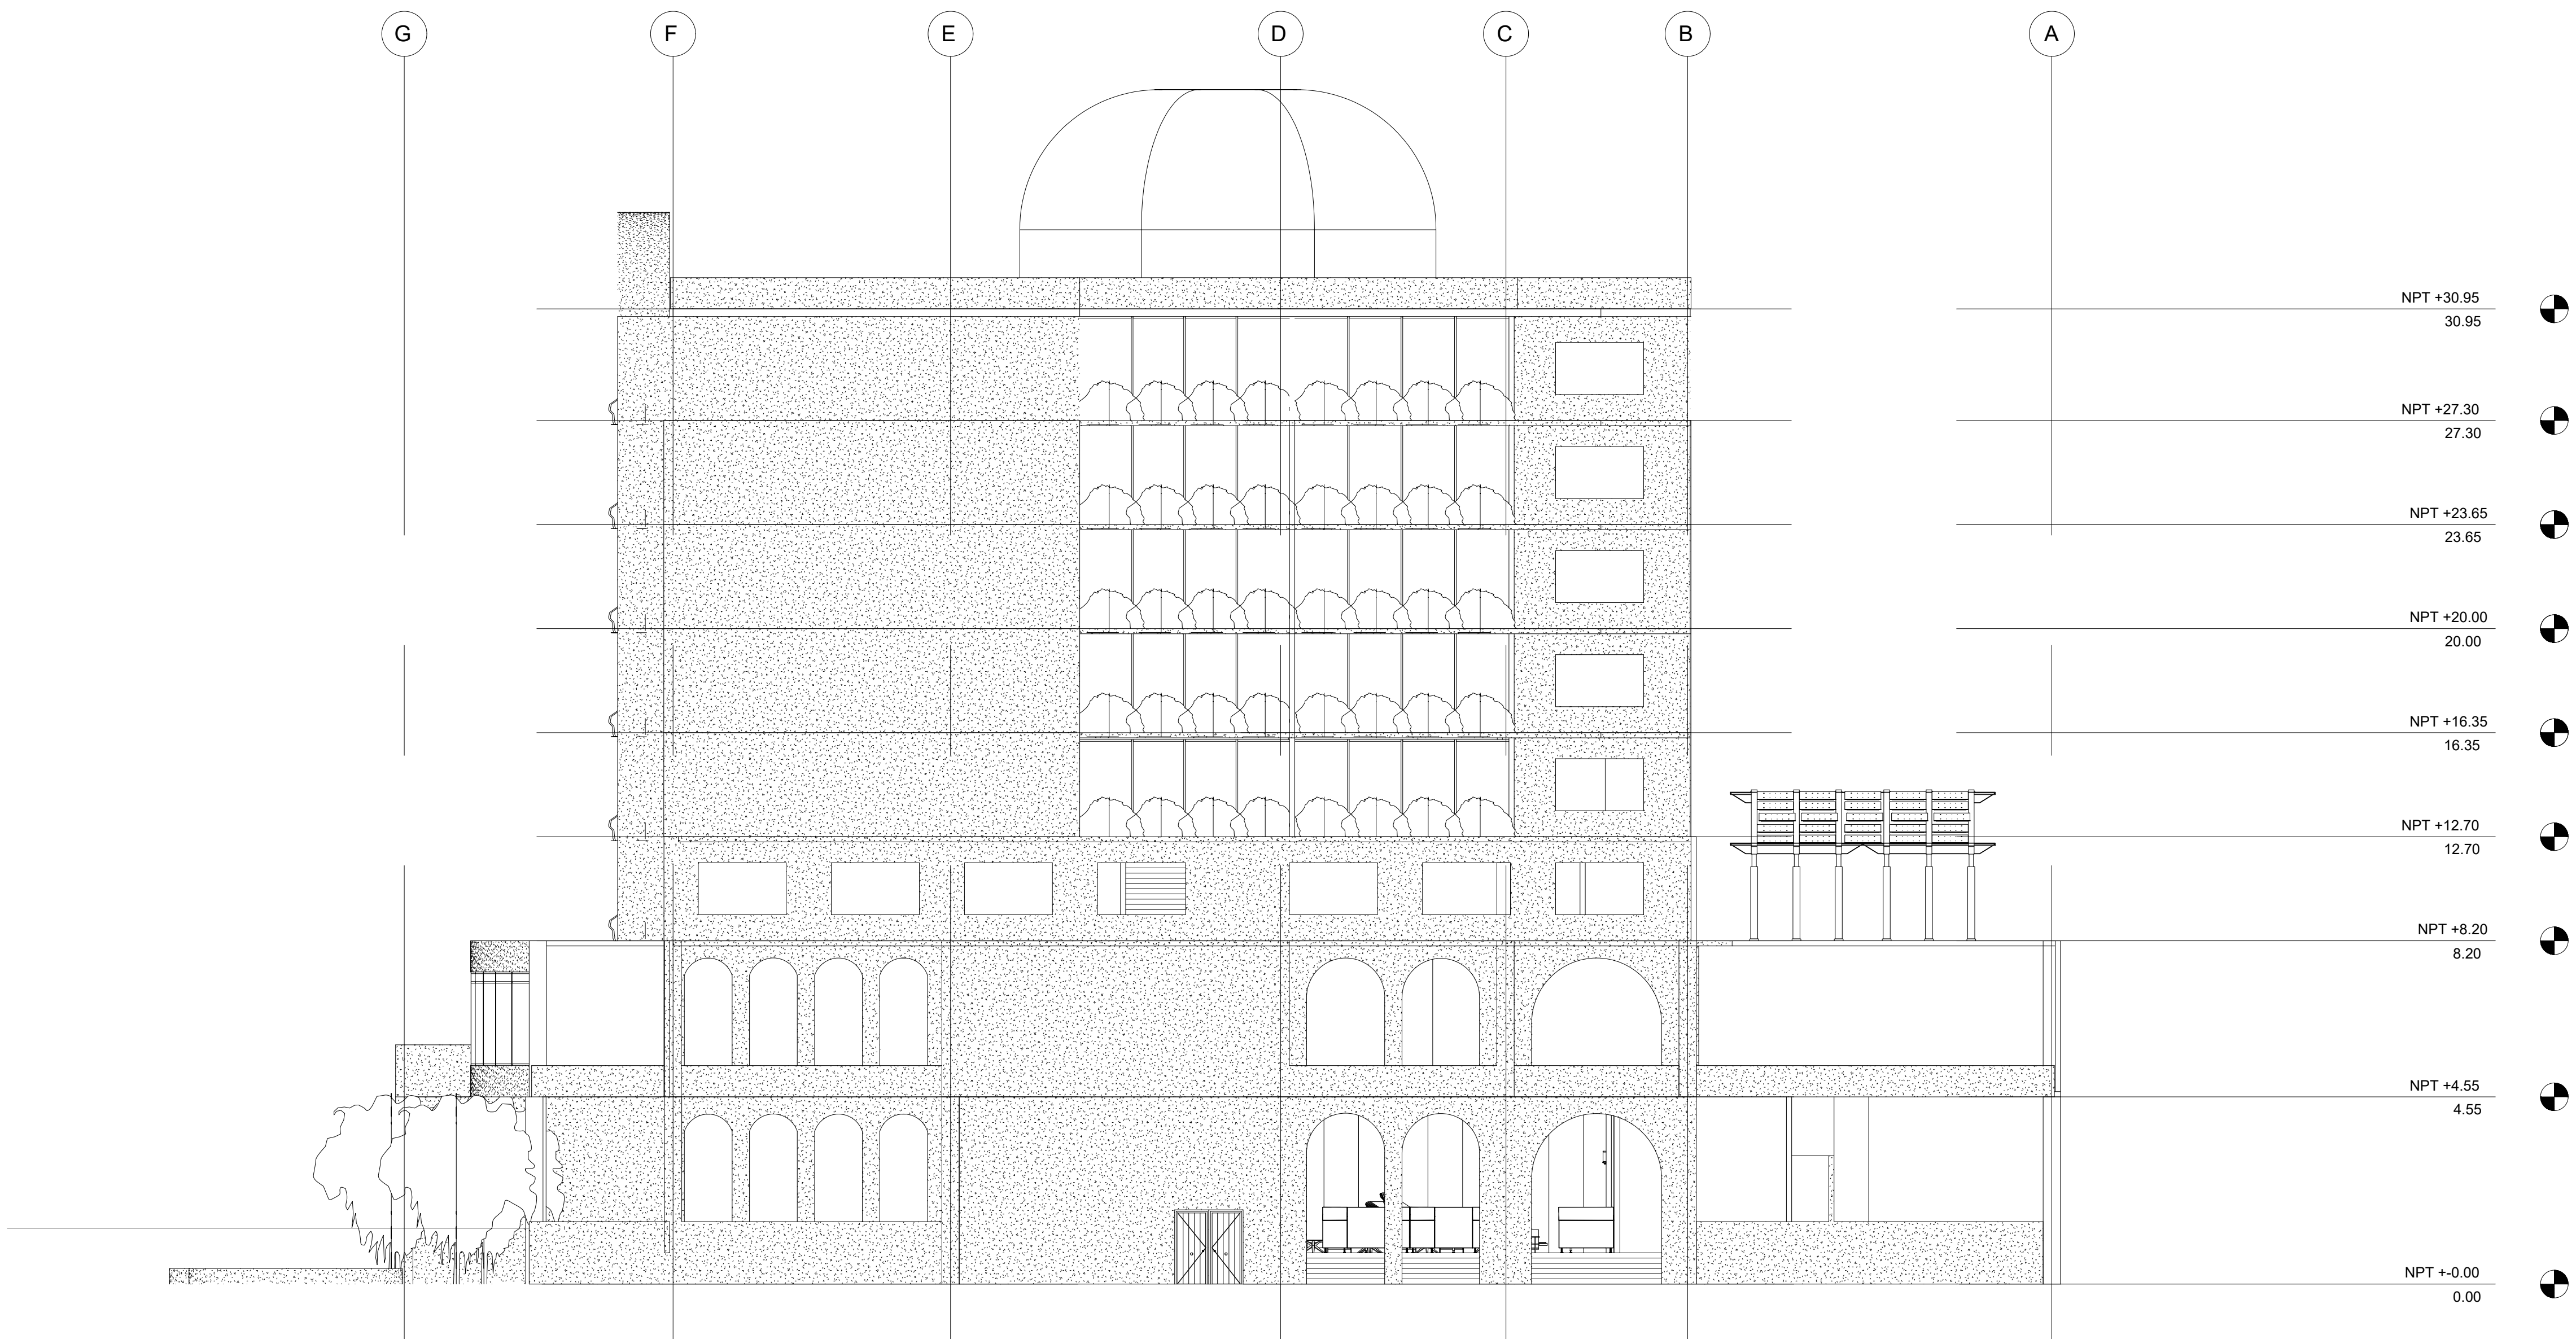 G F E D C B A
NPT +30.95
30.95
NPT +27.30
27.30
NPT +23.65
23.65
NPT +20.00
20.00
NPT +16.35
16.35
NPT +12.70
12.70
NPT +8.20
8.20
NPT +4.55
4.55
NPT +-0.00
0.00